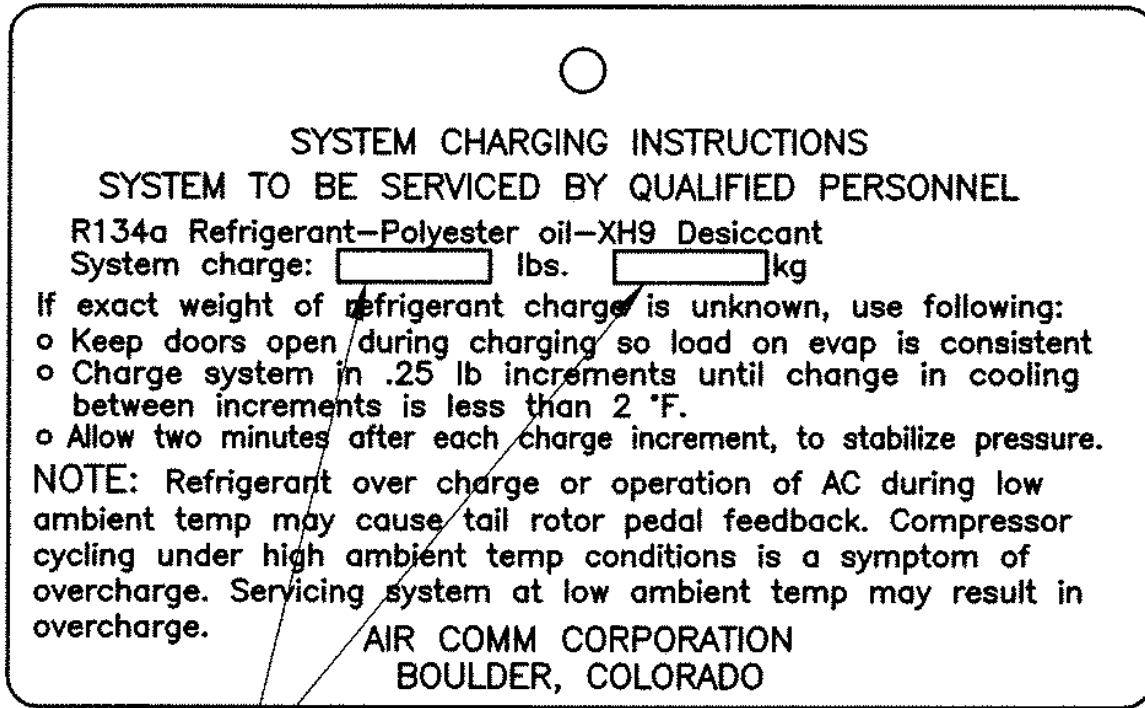 SYSTEM CHARGING INSTRUCTIONS
SYSTEM TO BE SERVICED BY QUALIFIED PERSONNEL
R134a Refrigerant-Polyester oil-XH9 Desiccant
System charge: lbs. kg
If exact weight of refrigerant charge is unknown, use following:
o Keep doors open during charging so load on evap is consistent
o Charge system in .25 lb increments until change in cooling
between increments is less than 2 °F.
o Allow two minutes after each charge increment, to stabilize pressure.
NOTE: Refrigerant over charge or operation of AC during low
ambient temp may cause tail rotor pedal feedback. Compressor
cycling under high ambient temp conditions is a symptom of
overcharge. Servicing system at low ambient temp may result in
overcharge.
AIR COMM CORPORATION
BOULDER, COLORADO